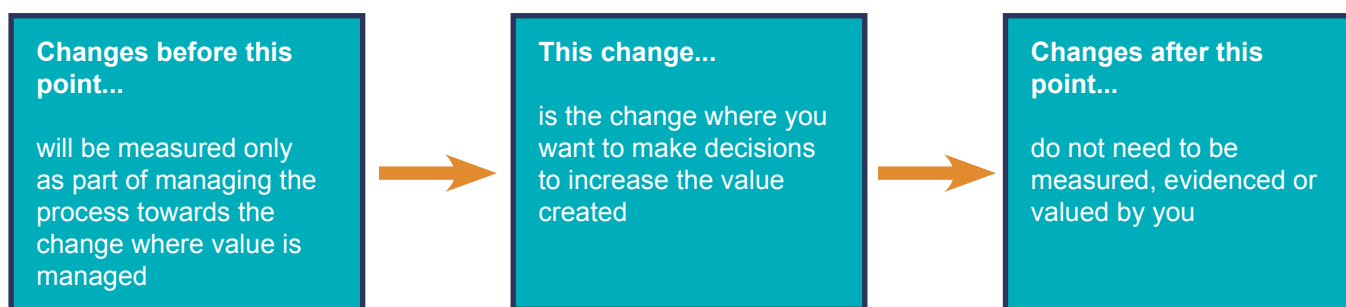 Changes before this
point...
will be measured only
as part of managing the
process towards the
change where value is
managed
This change...
is the change where you
want to make decisions
to increase the value
created
Changes after this
point...
do not need to be
measured, evidenced or
valued by you